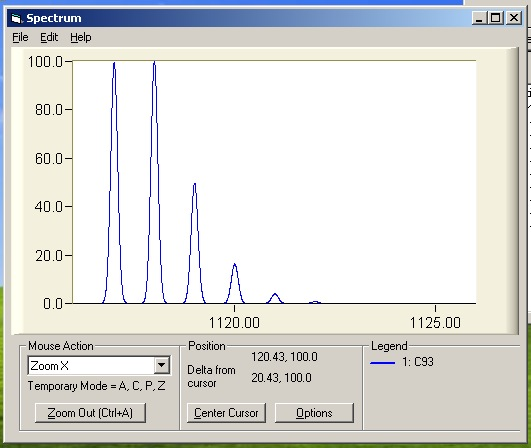 Spectrum
File Edit Help
100.0
80.0
60.0
40.0
20.0
0.0
1120.00 1125.00
Mouse Action
Zoom X
Temporary Mode = A, C, P, Z
Zoom Out (Ctrl+A)
Position
120.43, 100.0
Delta from cursor
20.43, 100.0
Center Cursor
Options
Legend
1: C93